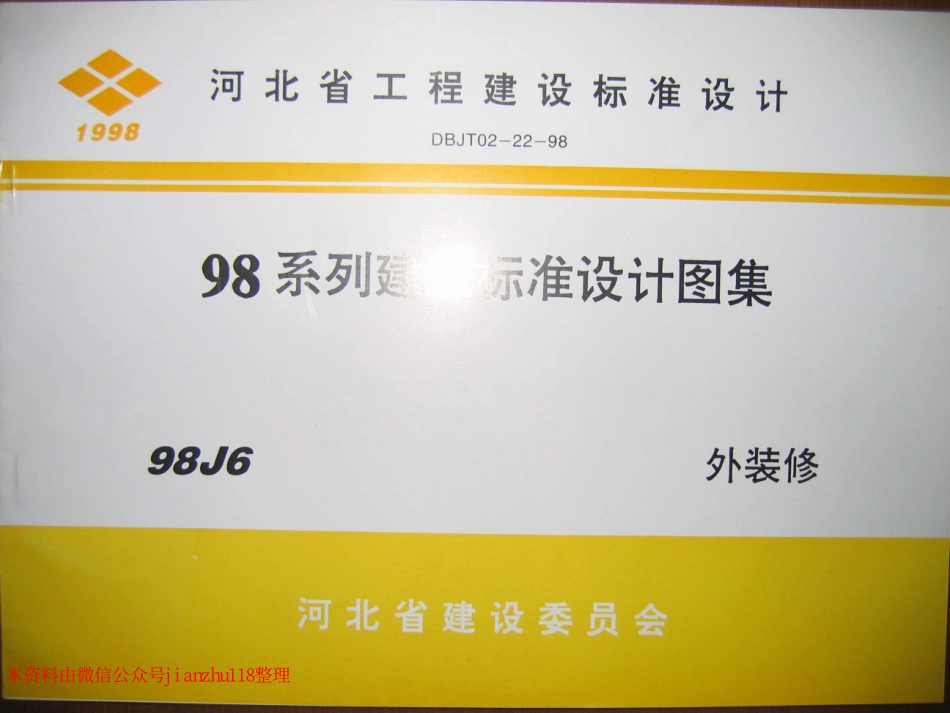 河北省工程建设标准设计
1998
DBJT02-22-98
98系列建 标准设计图集
98J6
外装修
河北省建设委员会
本资料由微信公众号jianzhu118整理